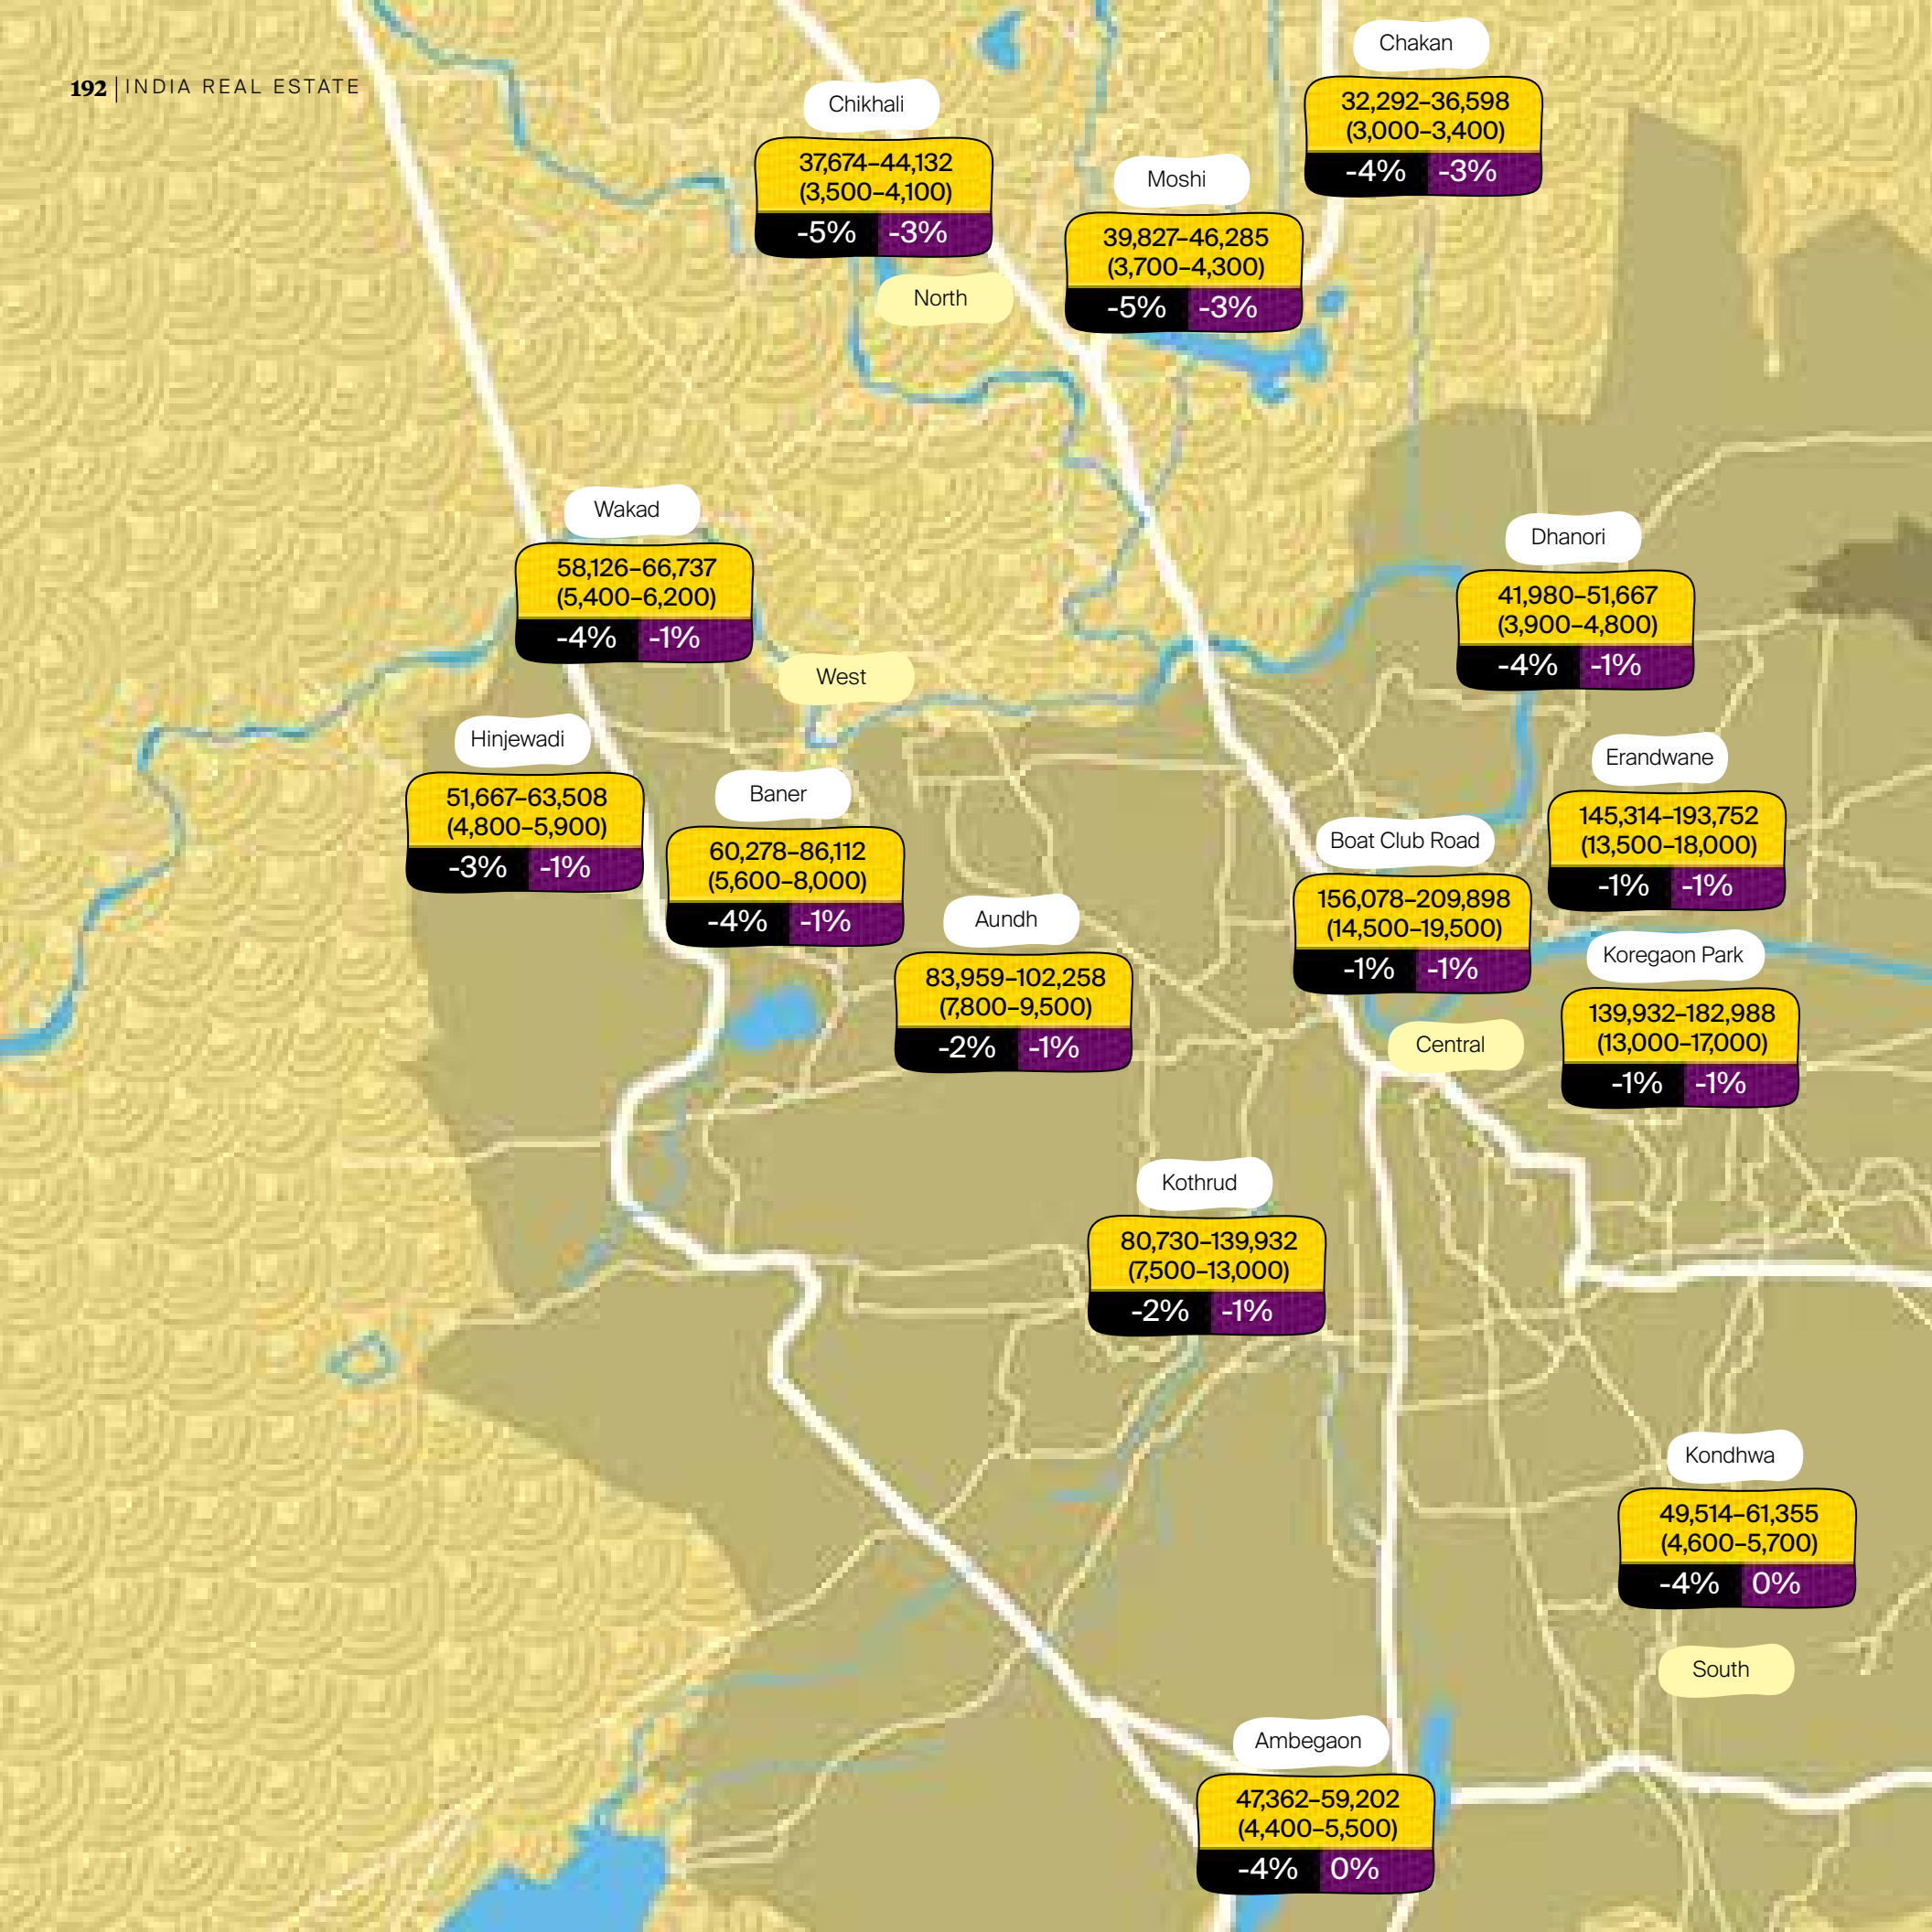 192 | INDIA REAL ESTATE
Chakan
32,292–36,598
(3,000–3,400)
-4% -3%
Chikhali
37,674–44,132
(3,500–4,100)
-5% -3%
Moshi
39,827–46,285
(3,700–4,300)
-5% -3%
North
Wakad
58,126–66,737
(5,400–6,200)
-4% -1%
Dhanori
41,980–51,667
(3,900–4,800)
-4% -1%
West
Hinjewadi
51,667–63,508
(4,800–5,900)
-3% -1%
Baner
60,278–86,112
(5,600–8,000)
-4% -1%
Erandwane
145,314–193,752
(13,500–18,000)
-1% -1%
Boat Club Road
156,078–209,898
(14,500–19,500)
-1% -1%
Aundh
83,959–102,258
(7,800–9,500)
-2% -1%
Koregaon Park
139,932–182,988
(13,000–17,000)
-1% -1%
Central
Kothrud
80,730–139,932
(7,500–13,000)
-2% -1%
Kondhwa
49,514–61,355
(4,600–5,700)
-4% 0%
South
Ambegaon
47,362–59,202
(4,400–5,500)
-4% 0%